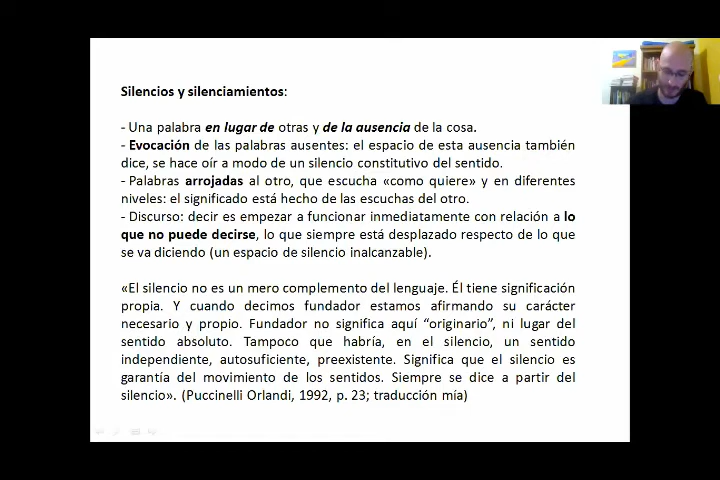 Silencios y silenciamientos:
- Una palabra en lugar de otras y de la ausencia de la cosa.
- Evocación de las palabras ausentes: el espacio de esta ausencia también
dice, se hace oír a modo de un silencio constitutivo del sentido.
- Palabras arrojadas al otro, que escucha «como quiere» y en diferentes
niveles: el significado está hecho de las escuchas del otro.
- Discurso: decir es empezar a funcionar inmediatamente con relación a lo
que no puede decirse, lo que siempre está desplazado respecto de lo que
se va diciendo (un espacio de silencio inalcanzable).
«El silencio no es un mero complemento del lenguaje. Él tiene significación
propia. Y cuando decimos fundador estamos afirmando su carácter
necesario y propio. Fundador no significa aquí “originario”, ni lugar del
sentido absoluto. Tampoco que habría, en el silencio, un sentido
independiente, autosuficiente, preexistente. Significa que el silencio es
garantía del movimiento de los sentidos. Siempre se dice a partir del
silencio». (Puccinelli Orlandi, 1992, p. 23; traducción mía)